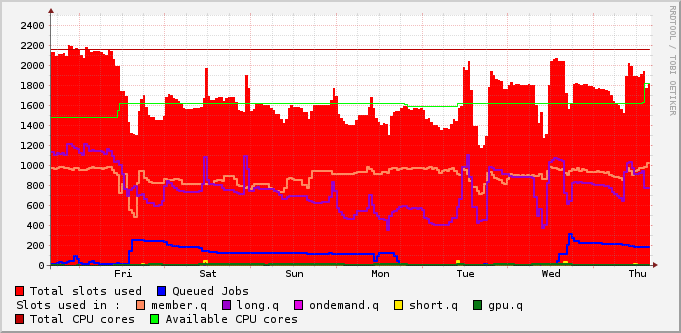 RRDTOOL / TOBI OETIKER
2400
2200
2000
1800
1600
1400
1200
1000
800
600
400
200
0
Fri Sat Sun Mon Tue Wed Thu
Total slots used Queued Jobs
Slots used in : member.q long.q ondemand.q short.q gpu.q
Total CPU cores Available CPU cores